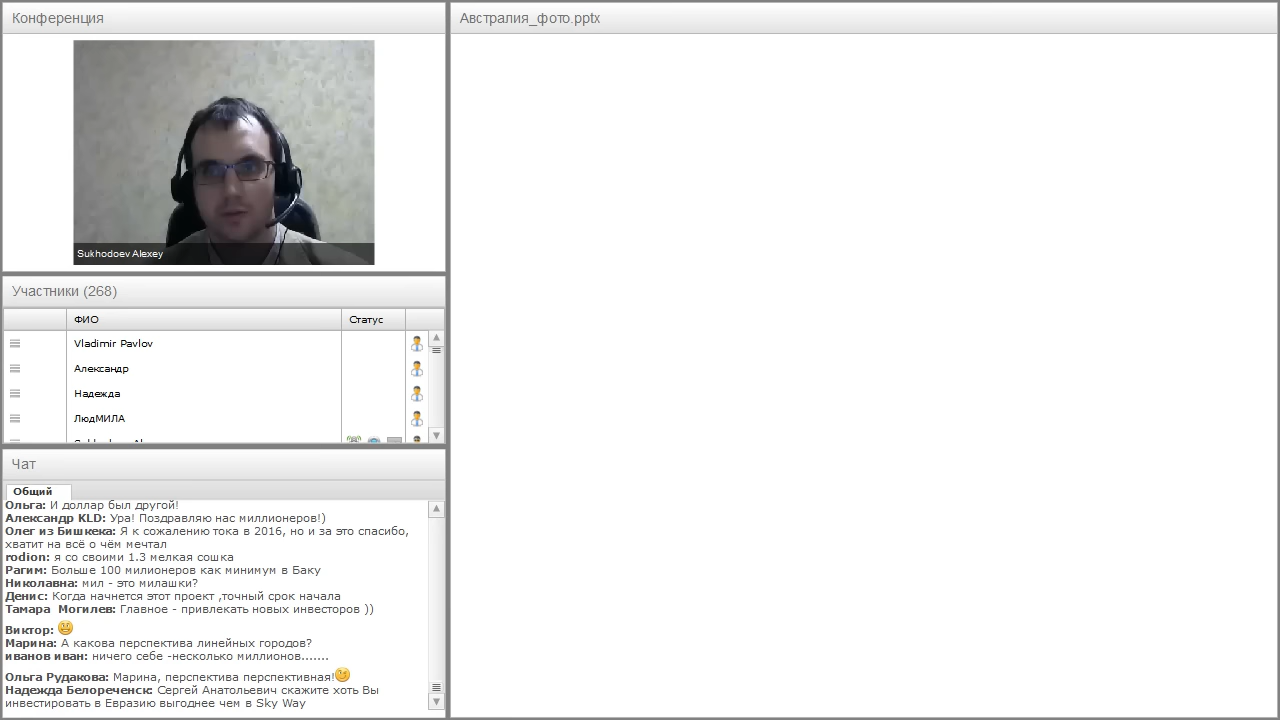 Конференция
Австралия_фото.pptx
Sukhodoev Alexey
Участники (268)
ФИО
Статус
Vladimir Pavlov
Александр
Надежда
ЛюдМИЛА
Чат
Общий
Ольга: И доллар был другой!
Александр KLD: Ура! Поздравляю нас миллионеров!)
Олег из Бишкека: Я к сожалению тока в 2016, но и за это спасибо,
хватит на всё о чём мечтал
rodion: я со своими 1.3 мелкая сошка
Рагим: Больше 100 милионеров как минимум в Баку
Николавна: мил - это милашки?
Денис: Когда начнется этот проект ,точный срок начала
Тамара Могилев: Главное - привлекать новых инвесторов ))
Виктор:
Марина: А какова перспектива линейных городов?
иванов иван: ничего себе -несколько миллионов.......
Ольга Рудакова: Марина, перспектива перспективная!
Надежда Белореченск: Сергей Анатольевич скажите хоть Вы
инвестировать в Евразию выгоднее чем в Sky Way